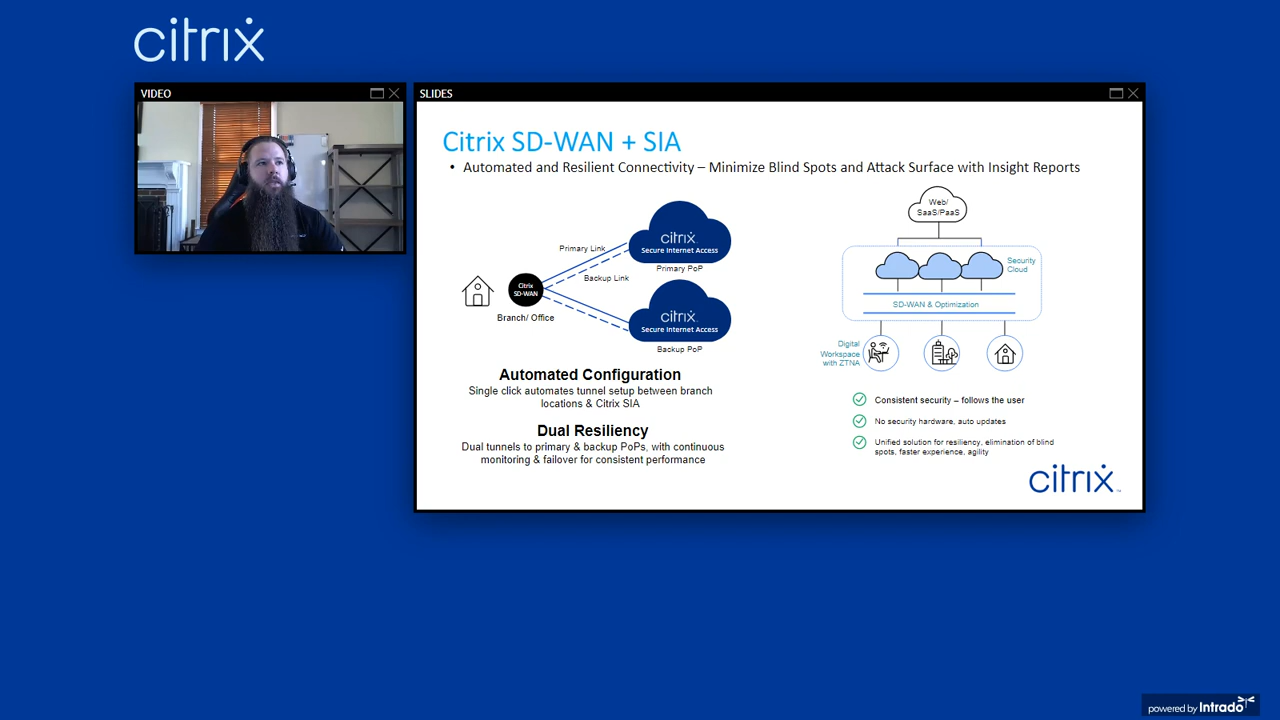 citrix
VIDEO
SLIDES
Citrix SD-WAN + SIA
• Automated and Resilient Connectivity – Minimize Blind Spots and Attack Surface with Insight Reports
Primary Link
Backup Link
Citrix
SD-WAN
Branch/ Office
citrix
Secure Internet Access
Primary PoP
citrix
Secure Internet Access
Backup PoP
Automated Configuration
Single click automates tunnel setup between branch
locations & Citrix SIA
Dual Resiliency
Dual tunnels to primary & backup PoPs, with continuous
monitoring & failover for consistent performance
Web/
SaaS/PaaS
Security
Cloud
SD-WAN & Optimization
Digital
Workspace
with ZTNA
Consistent security – follows the user
No security hardware, auto updates
Unified solution for resiliency, elimination of blind
spots, faster experience, agility
citrix
powered by Intrado